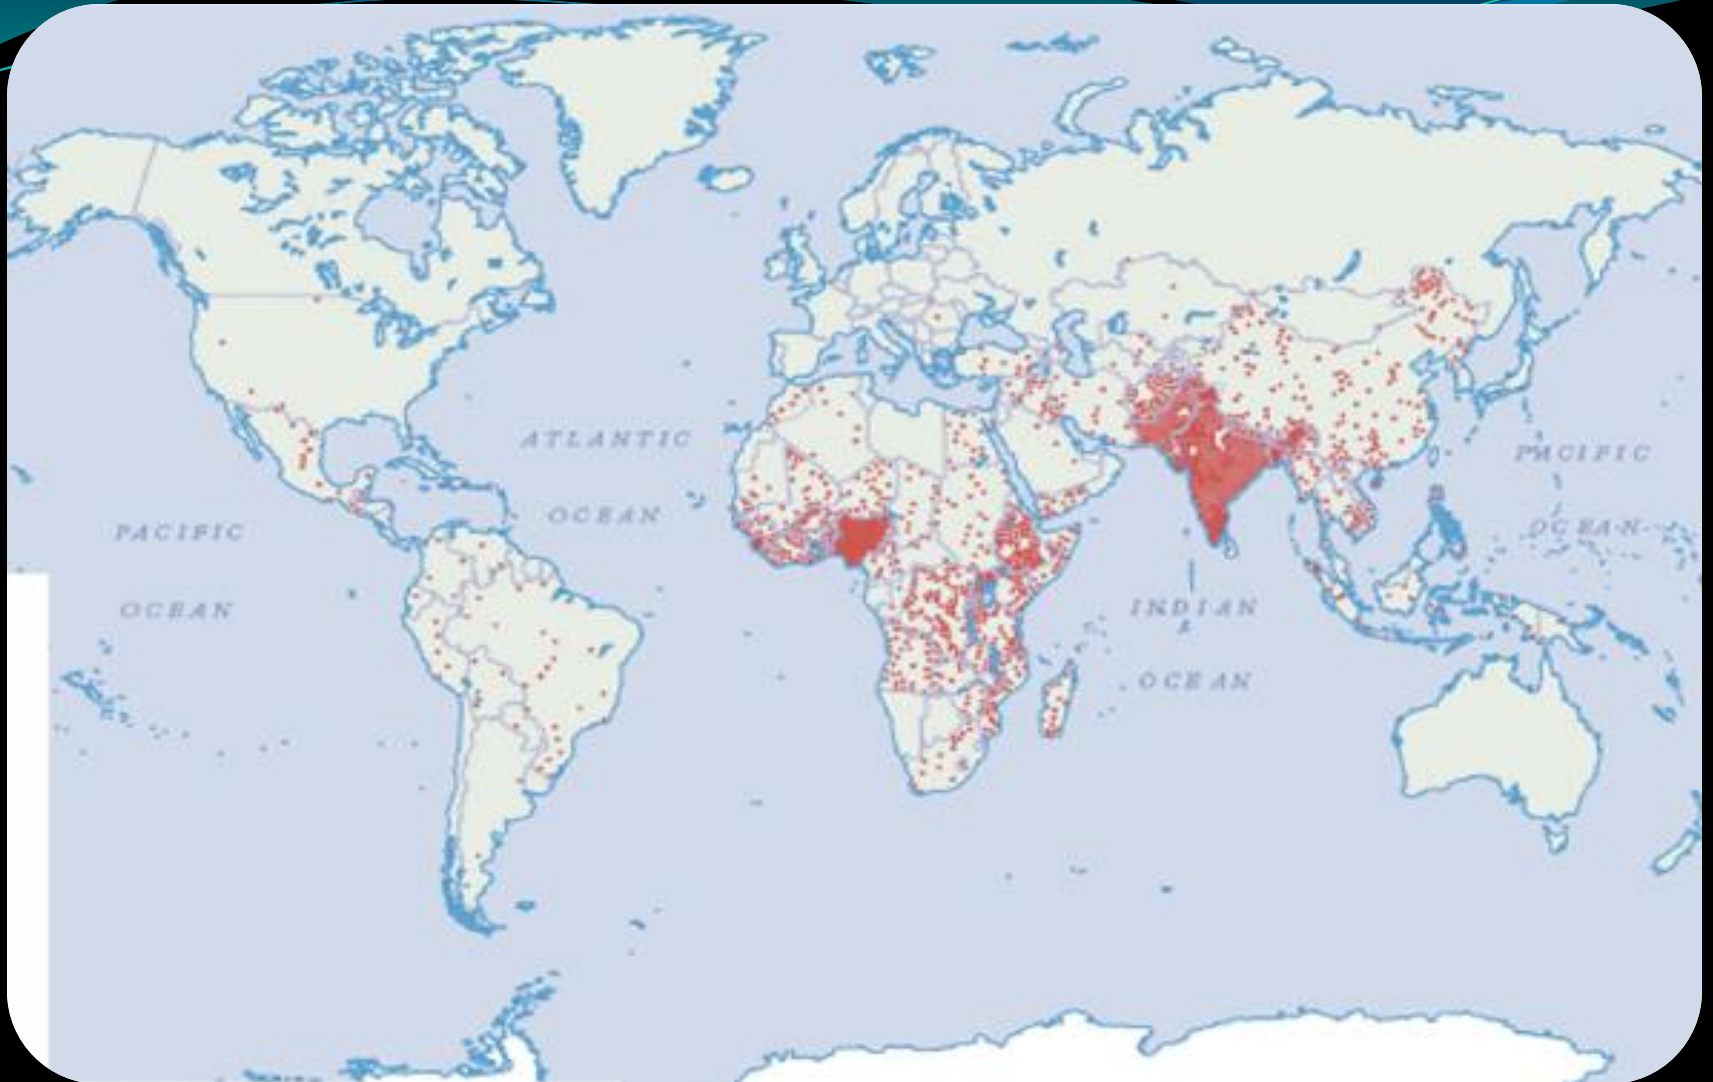 ATLANTIC
OCEAN
PACIFIC
OCEAN
PACIFIC
OCEAN
INDIAN
OCEAN